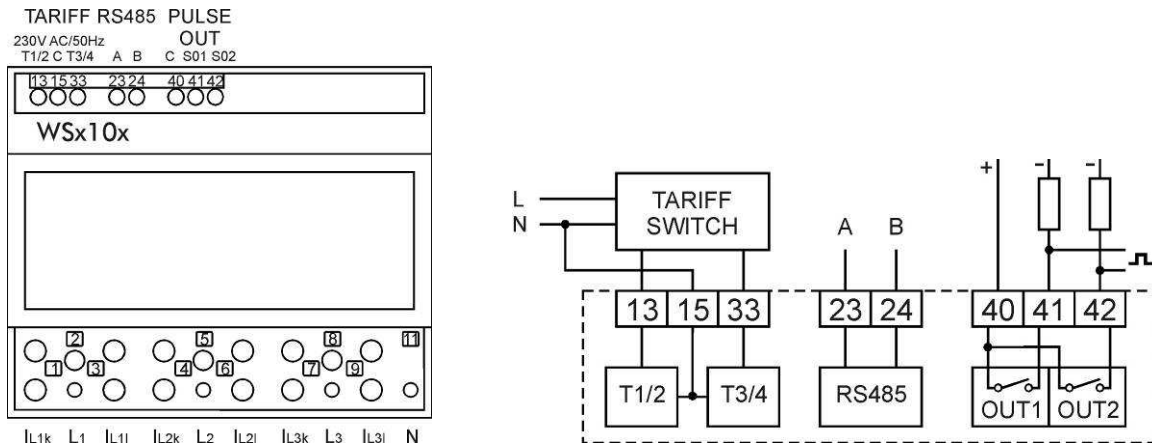 TARIFF RS485 PULSE
OUT
230V AC/50Hz
T1/2 C T3/4 A B C S01 S02
13 15 33 23 24 40 41 42
WSx10x
2 5 8 11
1 3 4 6 7 9
IL1k L1 IL1l IL2k L2 IL2l IL3k L3 IL3l N
L
N
TARIFF
SWITCH
A B
+ - -
13 15 33 23 24 40 41 42
T1/2 T3/4 RS485
OUT1 OUT2